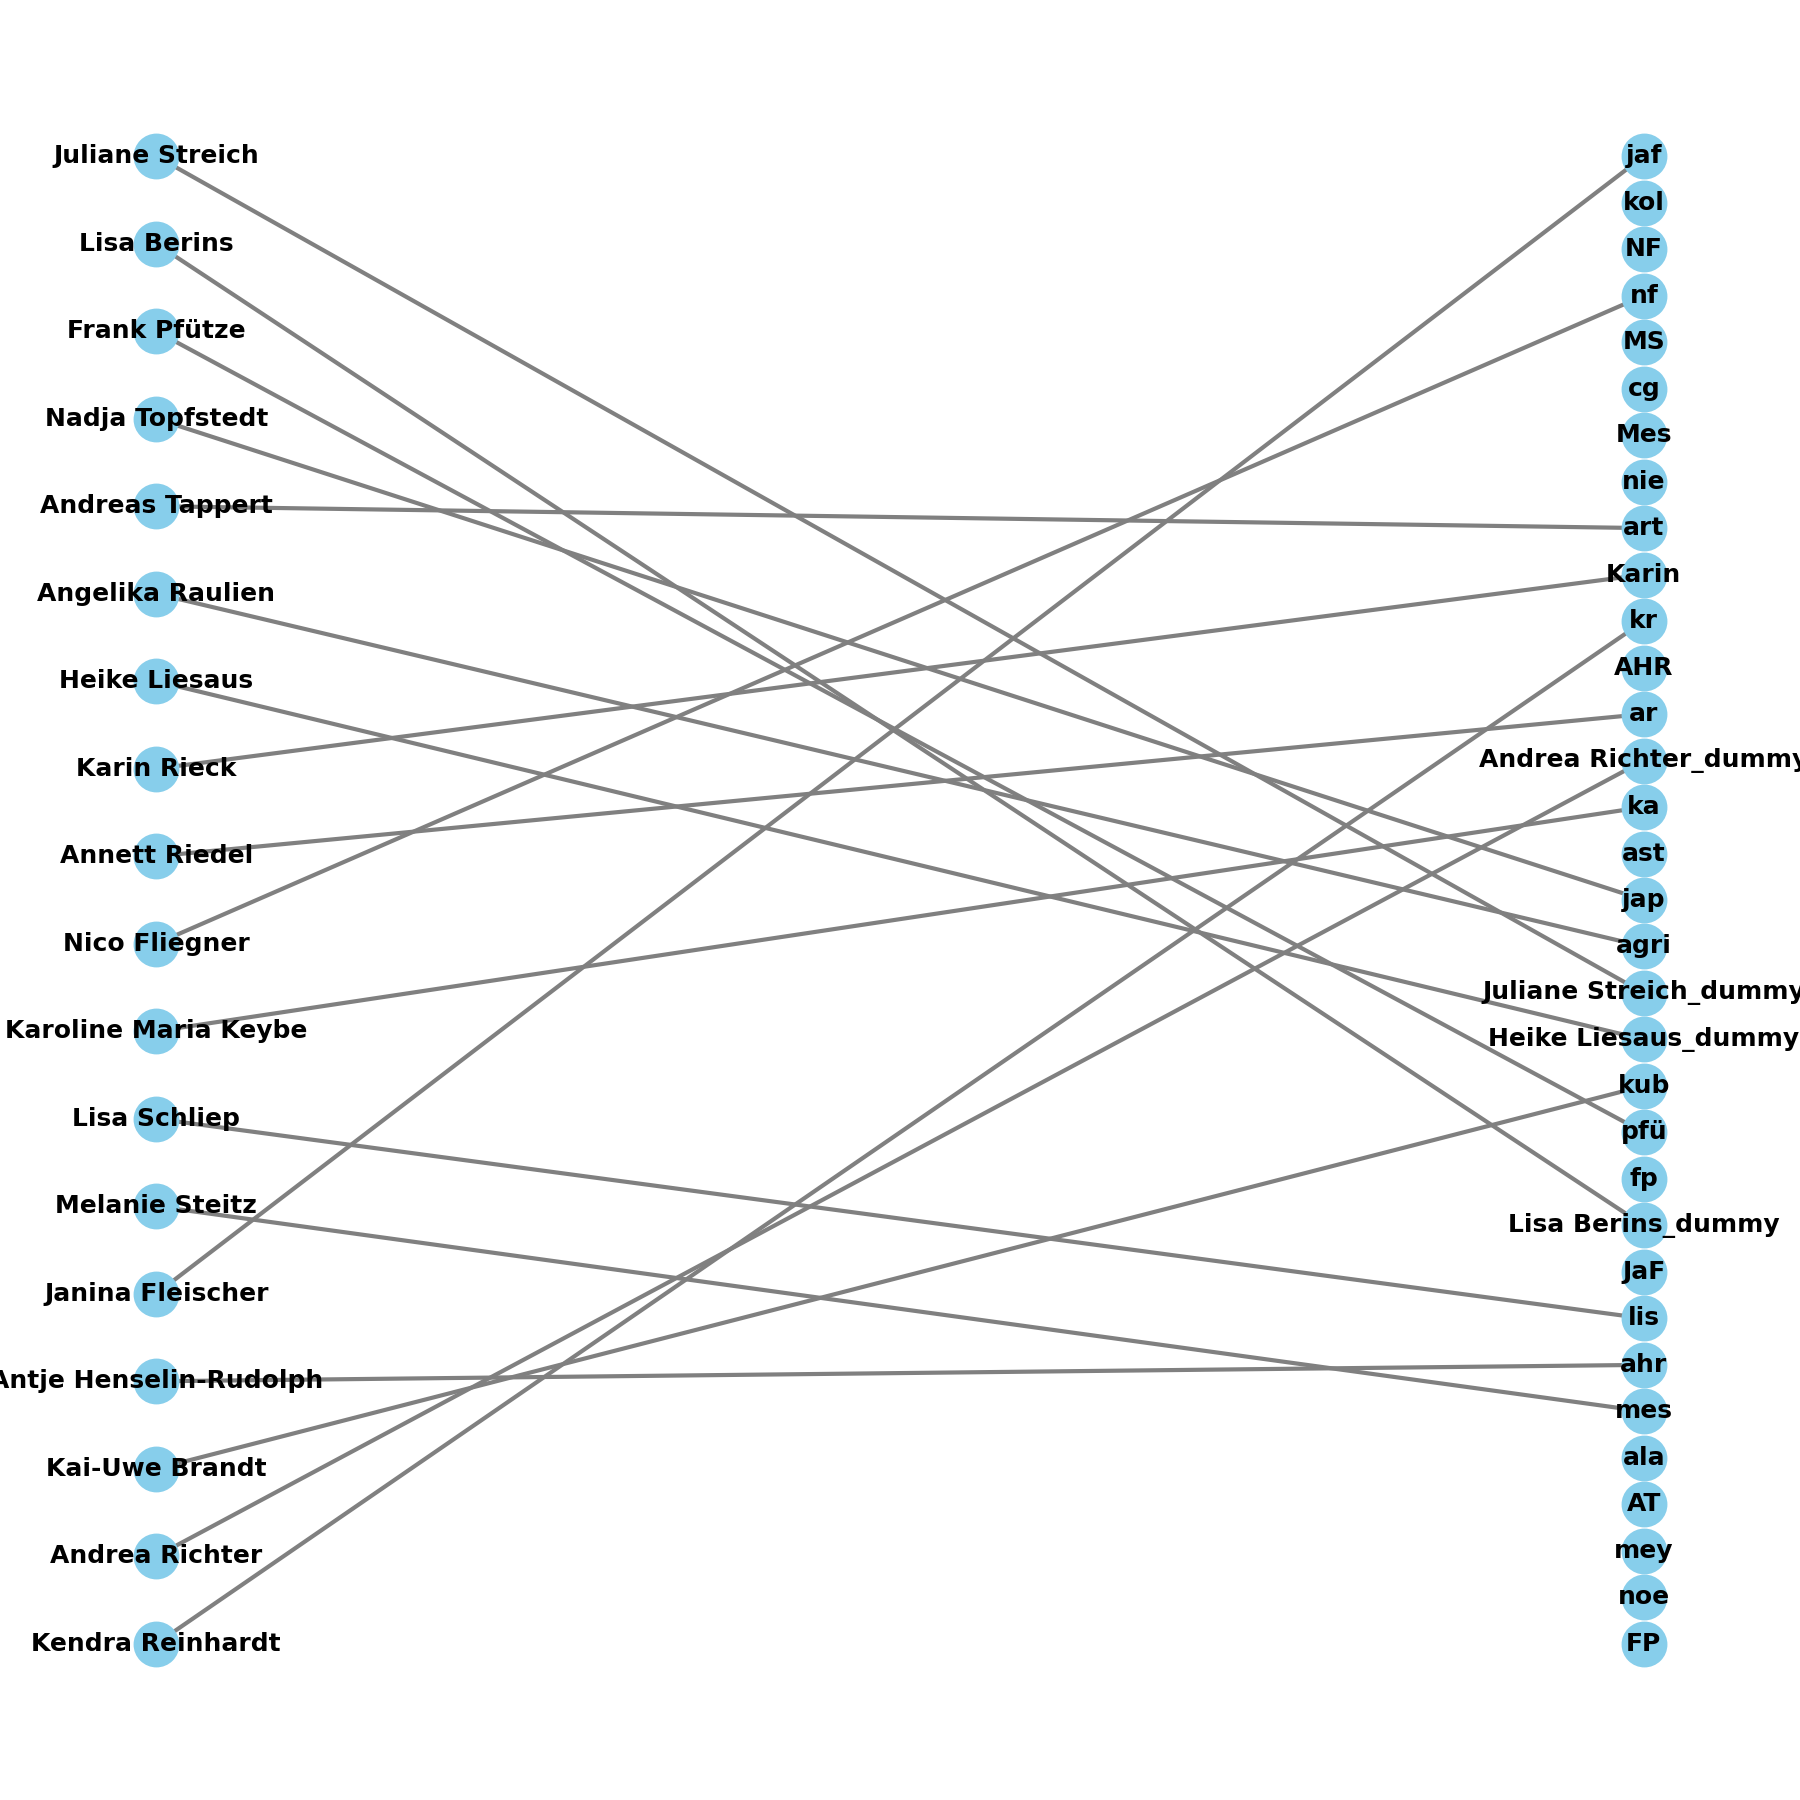 Juliane Streich
Lisa Berins
Frank Pfütze
Nadja Topfstedt
Andreas Tappert
Angelika Raulien
Heike Liesaus
Karin Rieck
Annett Riedel
Nico Fliegner
Karoline Maria Keybe
Lisa Schliep
Melanie Steitz
Janina Fleischer
Antje Henselin-Rudolph
Kai-Uwe Brandt
Andrea Richter
Kendra Reinhardt
jaf
kol
NF
nf
MS
cg
Mes
nie
art
Karin
kr
AHR
ar
Andrea Richter_dummy
ka
ast
jap
agri
Juliane Streich_dummy
Heike Liesaus_dummy
kub
pfü
fp
Lisa Berins_dummy
JaF
lis
ahr
mes
ala
AT
mey
noe
FP